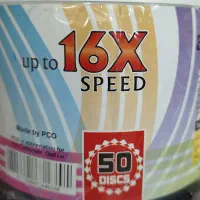 up to 16X
SPEED
Made by PCO
50
DISCS